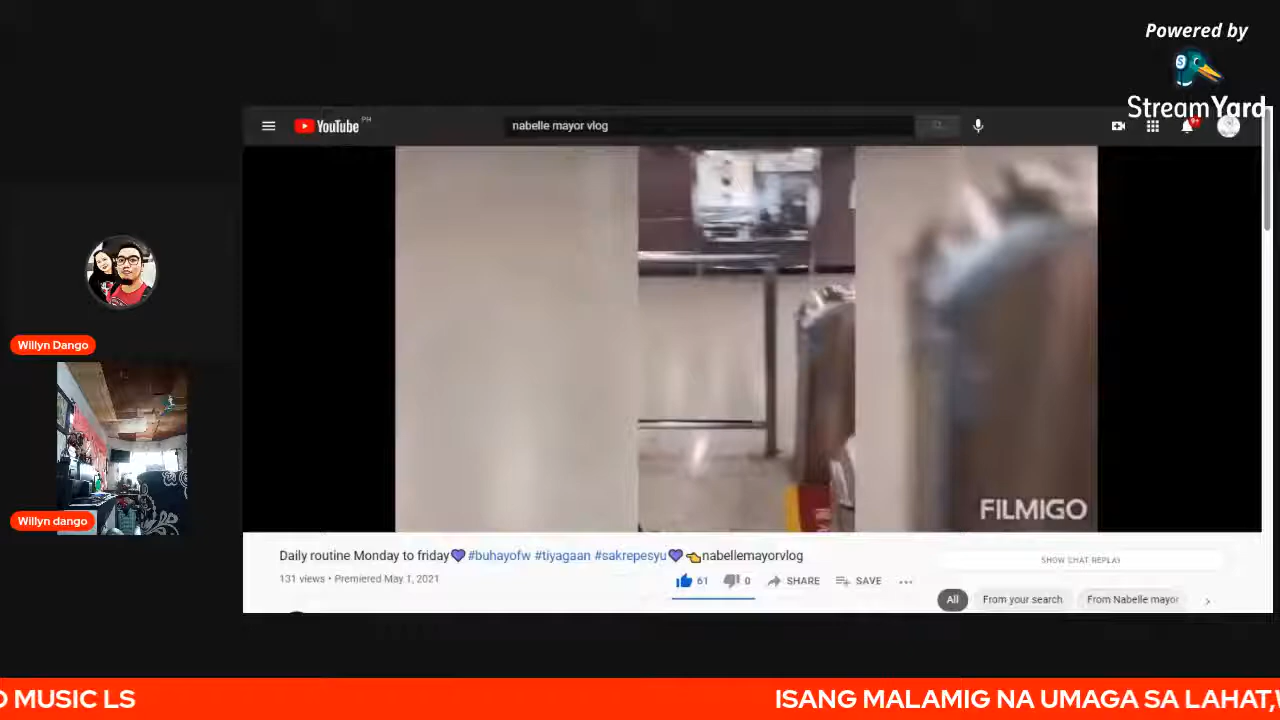 Powered by
StreamYard
YouTube PH
nabelle mayor vlog
9+
Willyn Dango
Willyn dango
FILMIGO
Daily routine Monday to friday💜#buhayofw #tiyagaan #sakrepesyu💜👈nabellemayorvlog
131 views • Premiered May 1, 2021
61
0
SHARE
SAVE
SHOW CHAT REPLAY
All
From your search
From Nabelle mayor
MUSIC LS
ISANG MALAMIG NA UMAGA SA LAHAT,